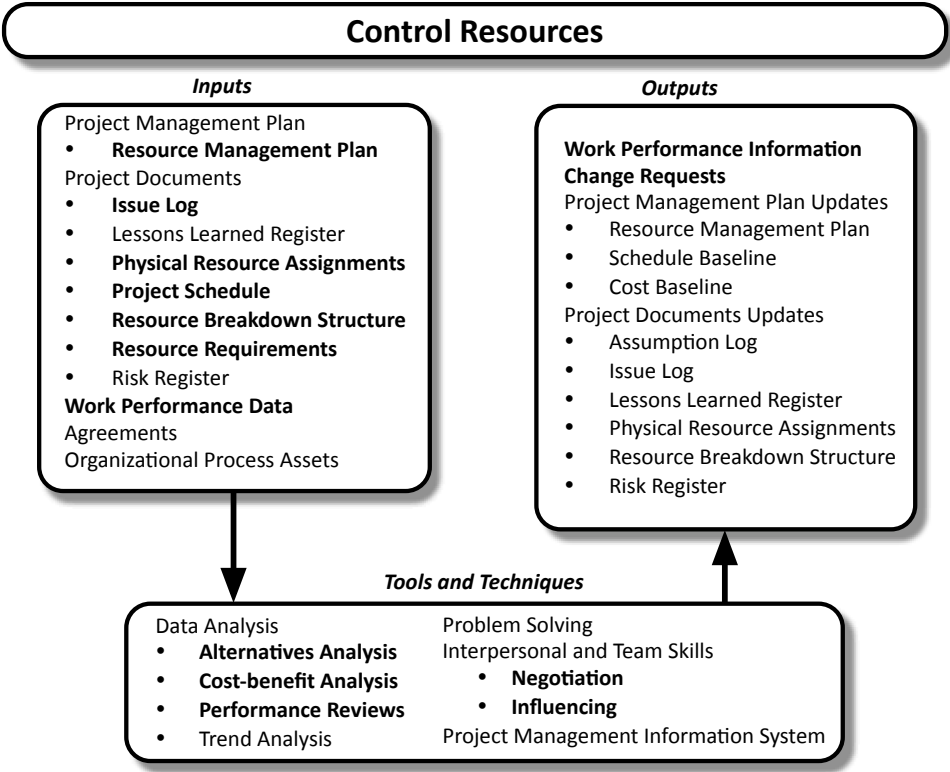 Control Resources
Inputs
Project Management Plan
• Resource Management Plan
Project Documents
• Issue Log
• Lessons Learned Register
• Physical Resource Assignments
• Project Schedule
• Resource Breakdown Structure
• Resource Requirements
• Risk Register
Work Performance Data
Agreements
Organizational Process Assets
Outputs
Work Performance Information
Change Requests
Project Management Plan Updates
• Resource Management Plan
• Schedule Baseline
• Cost Baseline
Project Documents Updates
• Assumption Log
• Issue Log
• Lessons Learned Register
• Physical Resource Assignments
• Resource Breakdown Structure
• Risk Register
Tools and Techniques
Data Analysis
• Alternatives Analysis
• Cost-benefit Analysis
• Performance Reviews
• Trend Analysis
Problem Solving
Interpersonal and Team Skills
• Negotiation
• Influencing
Project Management Information System